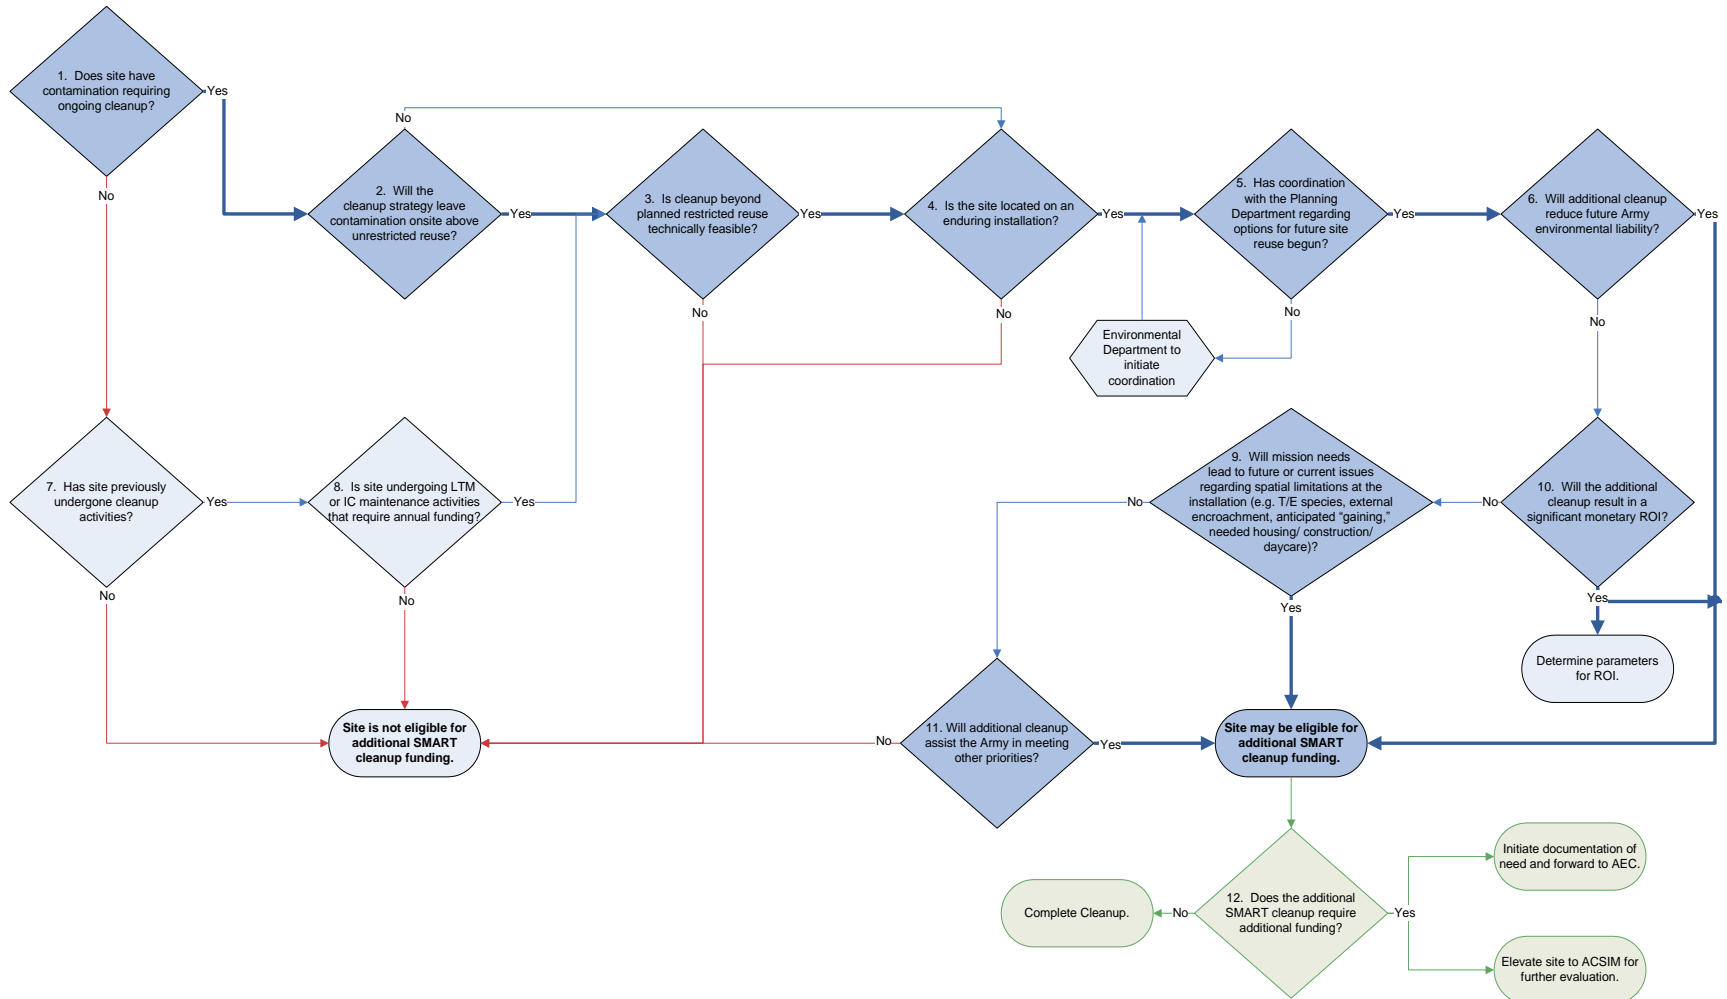 1. Does site have
contamination requiring
ongoing cleanup?
Yes
No
2. Will the
cleanup strategy leave
contamination onsite above
unrestricted reuse?
No
Yes
3. Is cleanup beyond
planned restricted reuse
technically feasible?
Yes
No
4. Is the site located on an
enduring installation?
Yes
No
5. Has coordination
with the Planning
Department regarding
options for future site
reuse begun?
Yes
No
Environmental
Department to
initiate
coordination
6. Will additional cleanup
reduce future Army
environmental liability?
Yes
No
7. Has site previously
undergone cleanup
activities?
Yes
No
8. Is site undergoing LTM
or IC maintenance activities
that require annual funding?
Yes
No
9. Will mission needs
lead to future or current issues
regarding spatial limitations at the
installation (e.g. T/E species, external
encroachment, anticipated “gaining,”
needed housing/ construction/
daycare)?
No
Yes
10. Will the additional
cleanup result in a
significant monetary ROI?
No
Yes
Determine parameters
for ROI.
Site is not eligible for
additional SMART
cleanup funding.
11. Will additional cleanup
assist the Army in meeting
other priorities?
No
Yes
Site may be eligible for
additional SMART
cleanup funding.
12. Does the additional
SMART cleanup require
additional funding?
No
Yes
Complete Cleanup.
Initiate documentation of
need and forward to AEC.
Elevate site to ACSIM for
further evaluation.